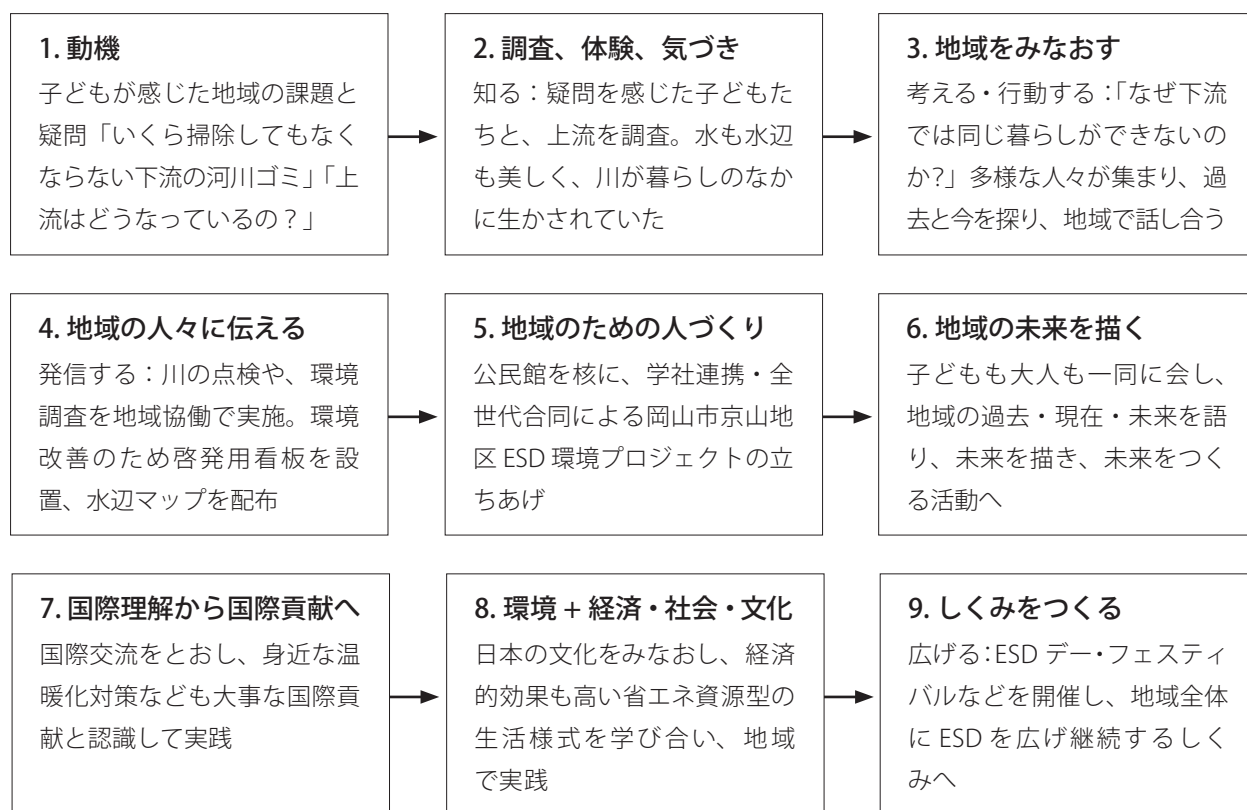 1. 動機
子どもが感じた地域の課題と
疑問「いくら掃除してもなく
ならない下流の河川ゴミ」「上
流はどうなっているの？」
2. 調査、体験、気づき
知る：疑問を感じた子どもた
ちと、上流を調査。水も水辺
も美しく、川が暮らしのなか
に生かされていた
3. 地域をみなおす
考える・行動する：「なぜ下流
では同じ暮らしができないの
か？」多様な人々が集まり、過
去と今を探り、地域で話し合う
4. 地域の人々に伝える
発信する：川の点検や、環境
調査を地域協働で実施。環境
改善のため啓発用看板を設
置、水辺マップを配布
5. 地域のための人づくり
公民館を核に、学社連携・全
世代合同による岡山市京山地
区 ESD 環境プロジェクトの立
ちあげ
6. 地域の未来を描く
子どもも大人も一同に会し、
地域の過去・現在・未来を語
り、未来を描き、未来をつく
る活動へ
7. 国際理解から国際貢献へ
国際交流をとおし、身近な温
暖化対策なども大事な国際貢
献と認識して実践
8. 環境 + 経済・社会・文化
日本の文化をみなおし、経済
的効果も高い省エネ資源型の
生活様式を学び合い、地域
で実践
9. しくみをつくる
広げる：ESD デー・フェスティ
バルなどを開催し、地域全体
に ESD を広げ継続するしく
みへ